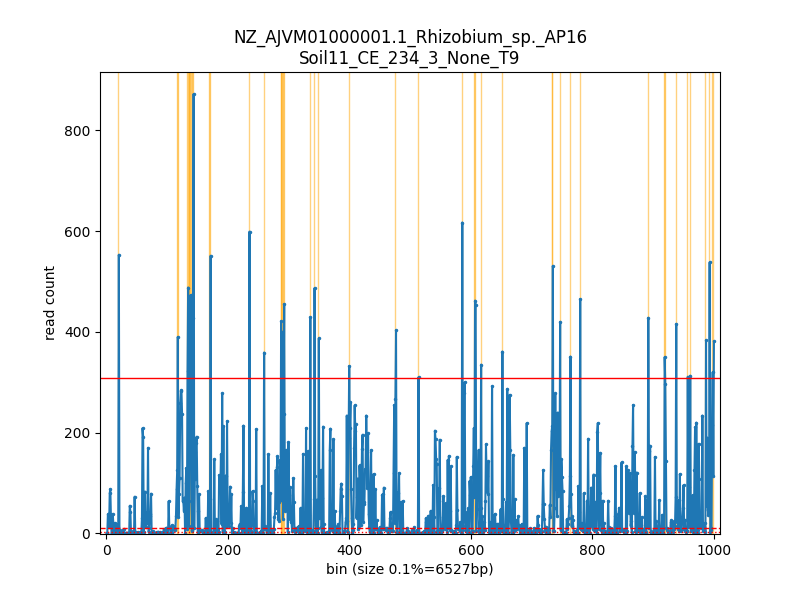 NZ_AJVM01000001.1_Rhizobium_sp._AP16
Soil11_CE_234_3_None_T9
800
600
400
200
0
read count
0 200 400 600 800 1000
bin (size 0.1%=6527bp)